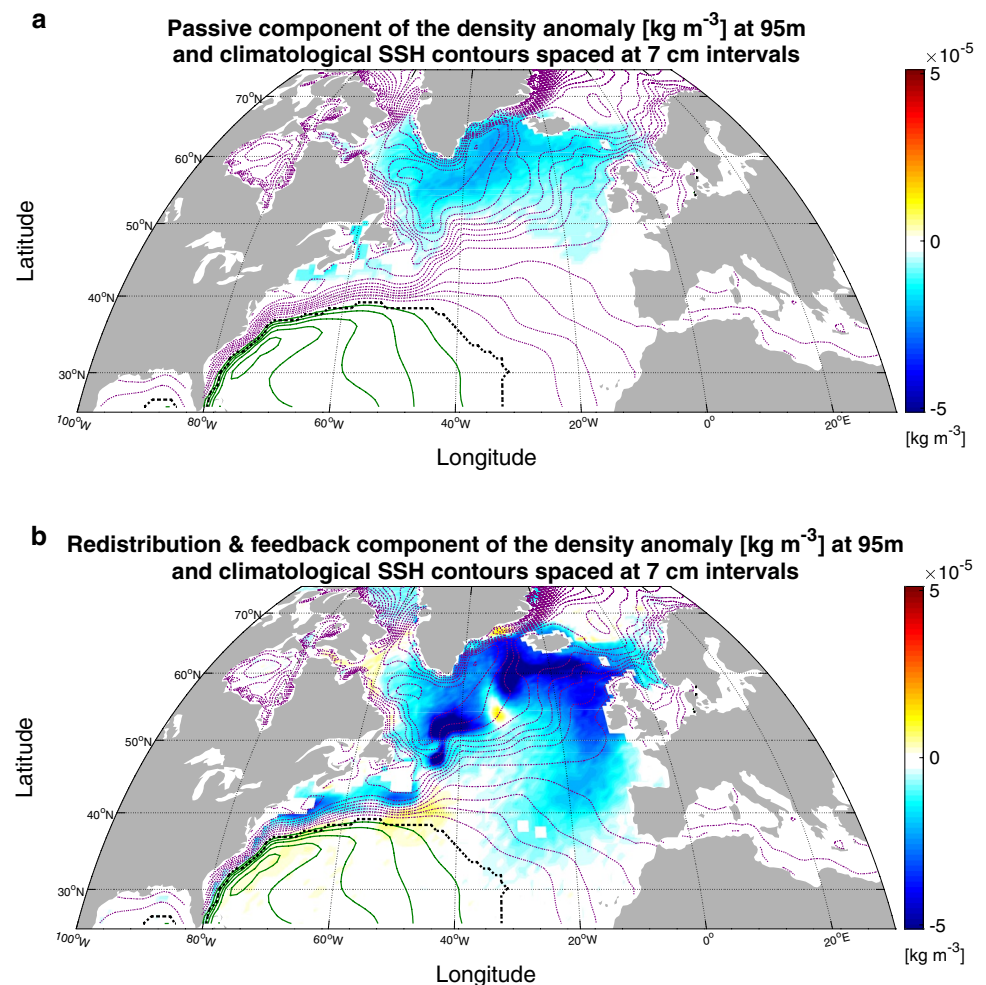 a
Passive component of the density anomaly [kg m⁻³] at 95m
and climatological SSH contours spaced at 7 cm intervals
×10⁻⁵
5
0
-5
[kg m⁻³]
70°N
60°N
50°N
40°N
30°N
Latitude
100°W 80°W 60°W 40°W 20°W 0° 20°E
Longitude
b
Redistribution & feedback component of the density anomaly [kg m⁻³] at 95m
and climatological SSH contours spaced at 7 cm intervals
×10⁻⁵
5
0
-5
[kg m⁻³]
70°N
60°N
50°N
40°N
30°N
Latitude
100°W 80°W 60°W 40°W 20°W 0° 20°E
Longitude